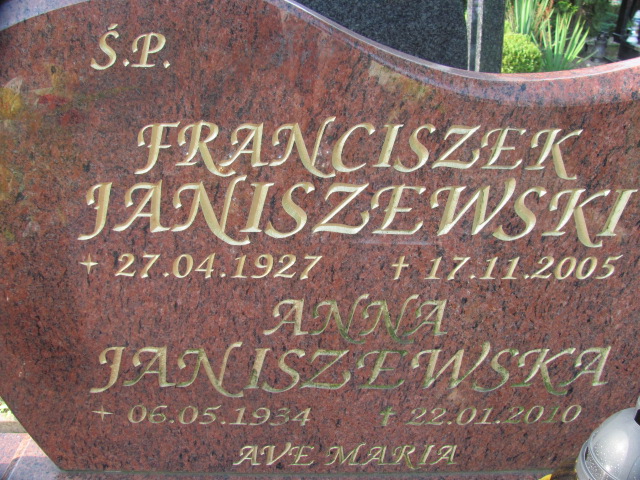 Ś.P.
FRANCISZEK
JANISZEWSKI
+ 27.04.1927 † 17.11.2005
ANNA
JANISZEWSKA
+ 06.05.1934 † 22.01.2010
AVE MARIA